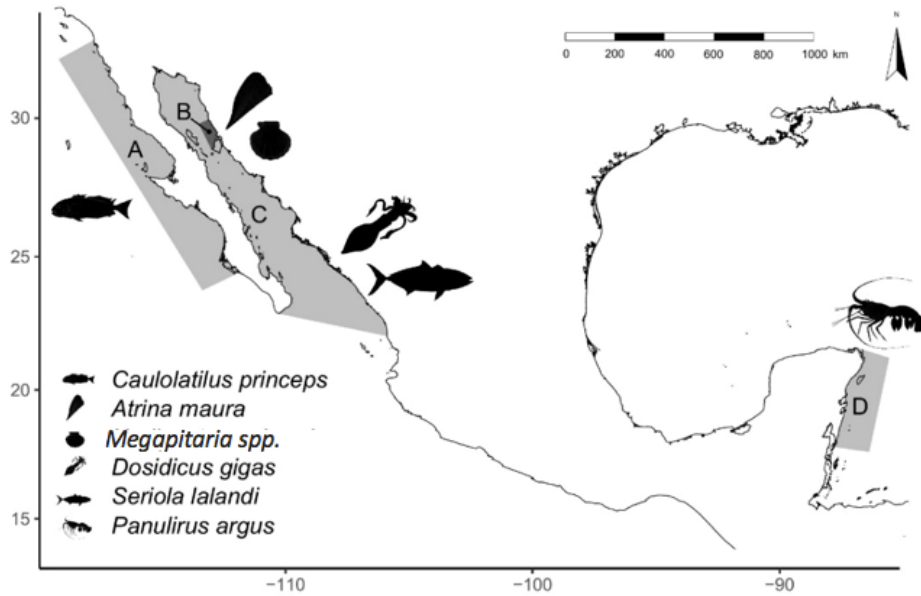 N
0 200 400 600 800 1000 km
30
25
20
15
A
B
C
D
Caulolatilus princeps
Atrina maura
Megapitaria spp.
Dosidicus gigas
Seriola lalandi
Panulirus argus
−110 −100 −90